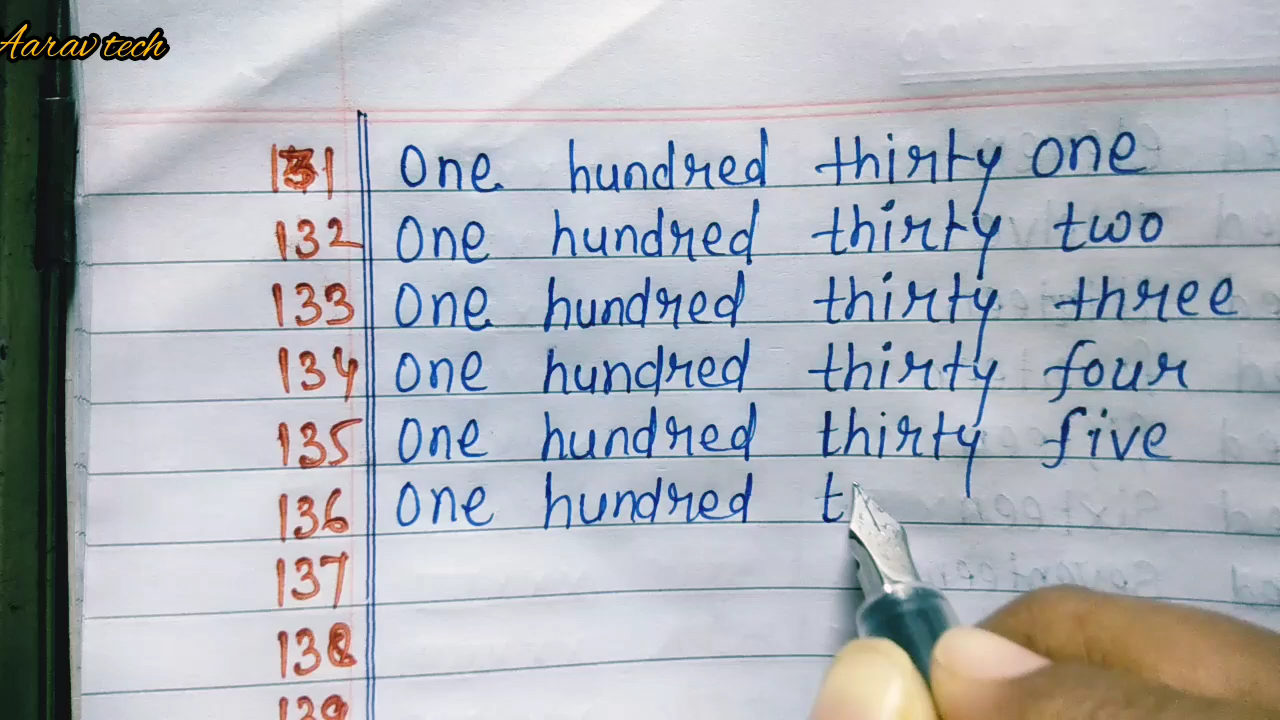 Aarav tech
131 One hundred thirty one
132 One hundred thirty two
133 One hundred thirty three
134 One hundred thirty four
135 One hundred thirty five
136 One hundred t
137
138
139